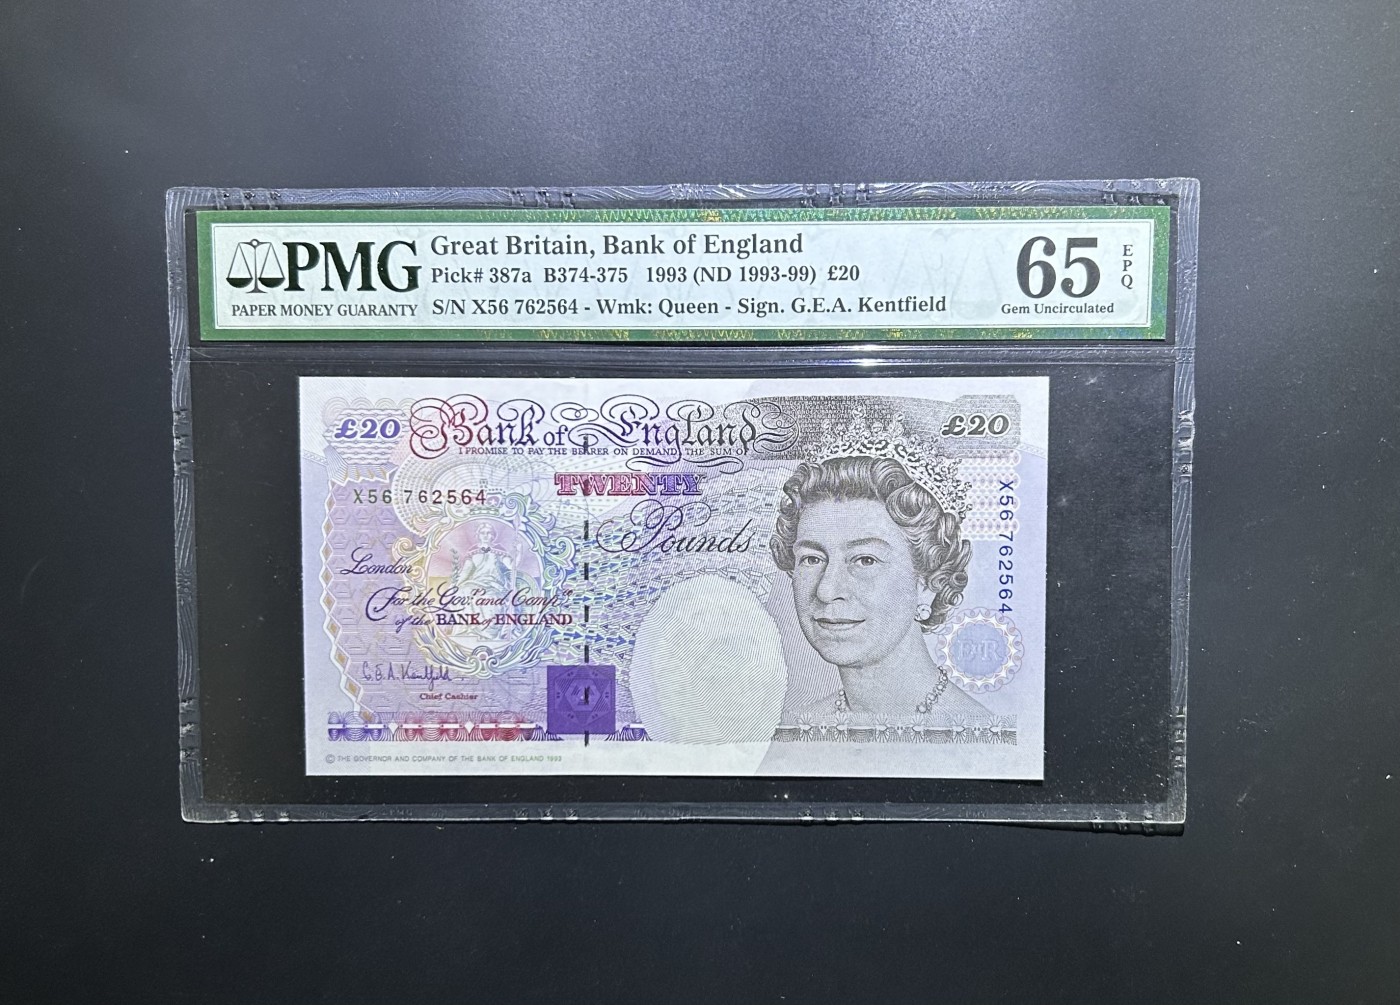 PMG
PAPER MONEY GUARANTY
Great Britain, Bank of England
Pick# 387a B374-375 1993 (ND 1993-99) £20
S/N X56 762564 - Wmk: Queen - Sign. G.E.A. Kentfield
65
EPQ
Gem Uncirculated
£20
Bank of England
£20
I PROMISE TO PAY THE BEARER ON DEMAND THE SUM OF
TWENTY
X56 762564
Pounds
X56 762564
London
For the Govr. and Compa.
of the BANK of ENGLAND
G.E.A. Kentfield
Chief Cashier
EIIR
© THE GOVERNOR AND COMPANY OF THE BANK OF ENGLAND 1993